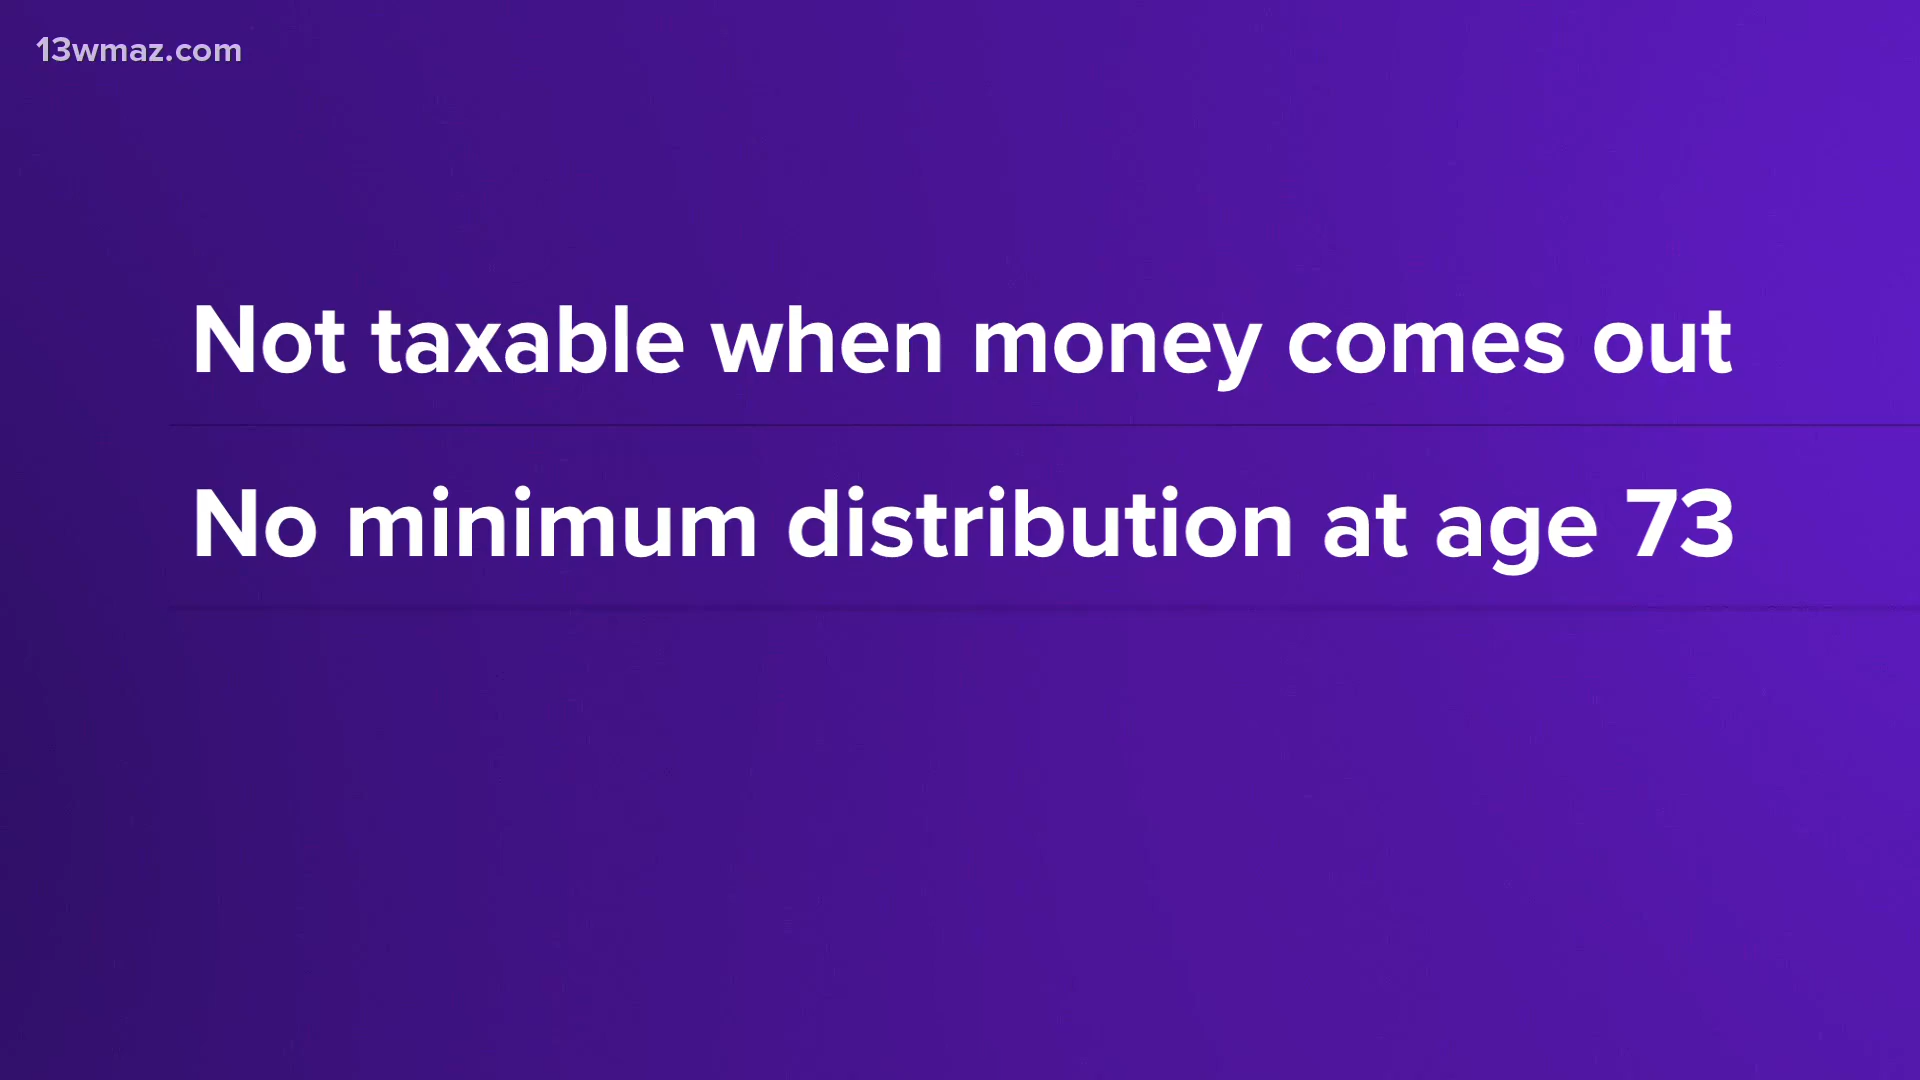 13wmaz.com
Not taxable when money comes out
No minimum distribution at age 73